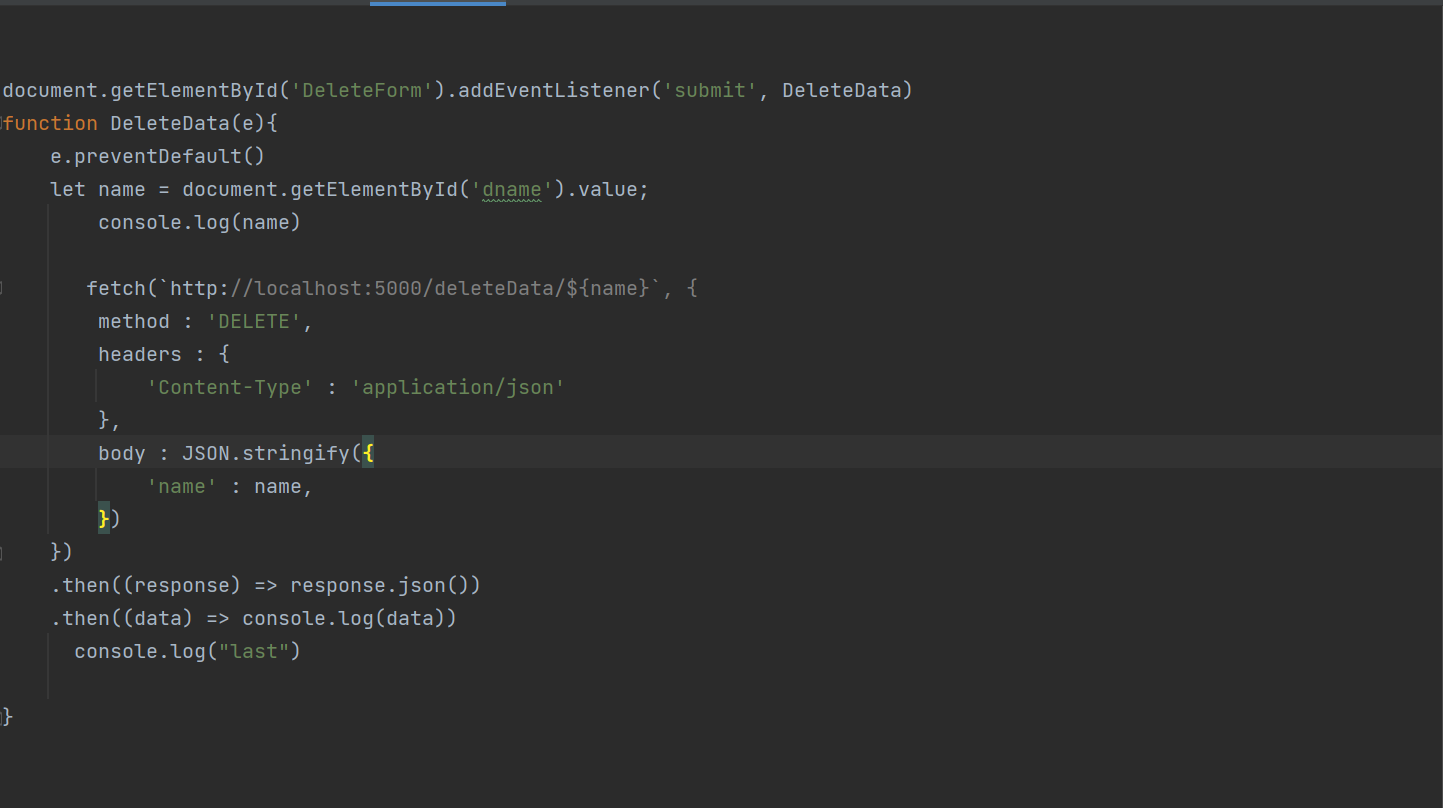 document.getElementById('DeleteForm').addEventListener('submit', DeleteData)
function DeleteData(e){
    e.preventDefault()
    let name = document.getElementById('dname').value;
        console.log(name)
       fetch(`http://localhost:5000/deleteData/${name}`, {
        method : 'DELETE',
        headers : {
            'Content-Type' : 'application/json'
        },
        body : JSON.stringify({
            'name' : name,
        })
    })
    .then((response) => response.json())
    .then((data) => console.log(data))
      console.log("last")
}